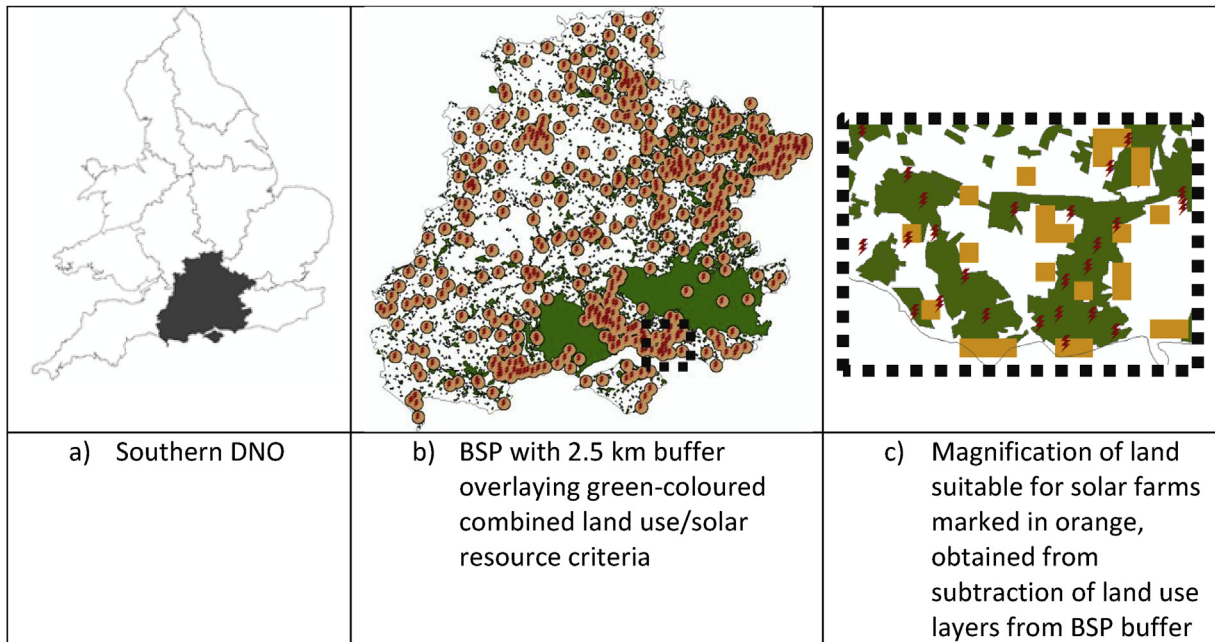 a) Southern DNO
b) BSP with 2.5 km buffer
overlaying green-coloured
combined land use/solar
resource criteria
c) Magnification of land
suitable for solar farms
marked in orange,
obtained from
subtraction of land use
layers from BSP buffer